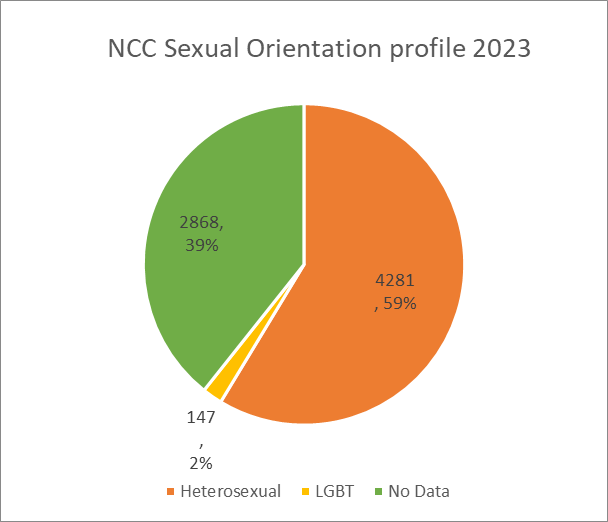 NCC Sexual Orientation profile 2023
2868,
39%
4281
, 59%
147
,
2%
Heterosexual
LGBT
No Data